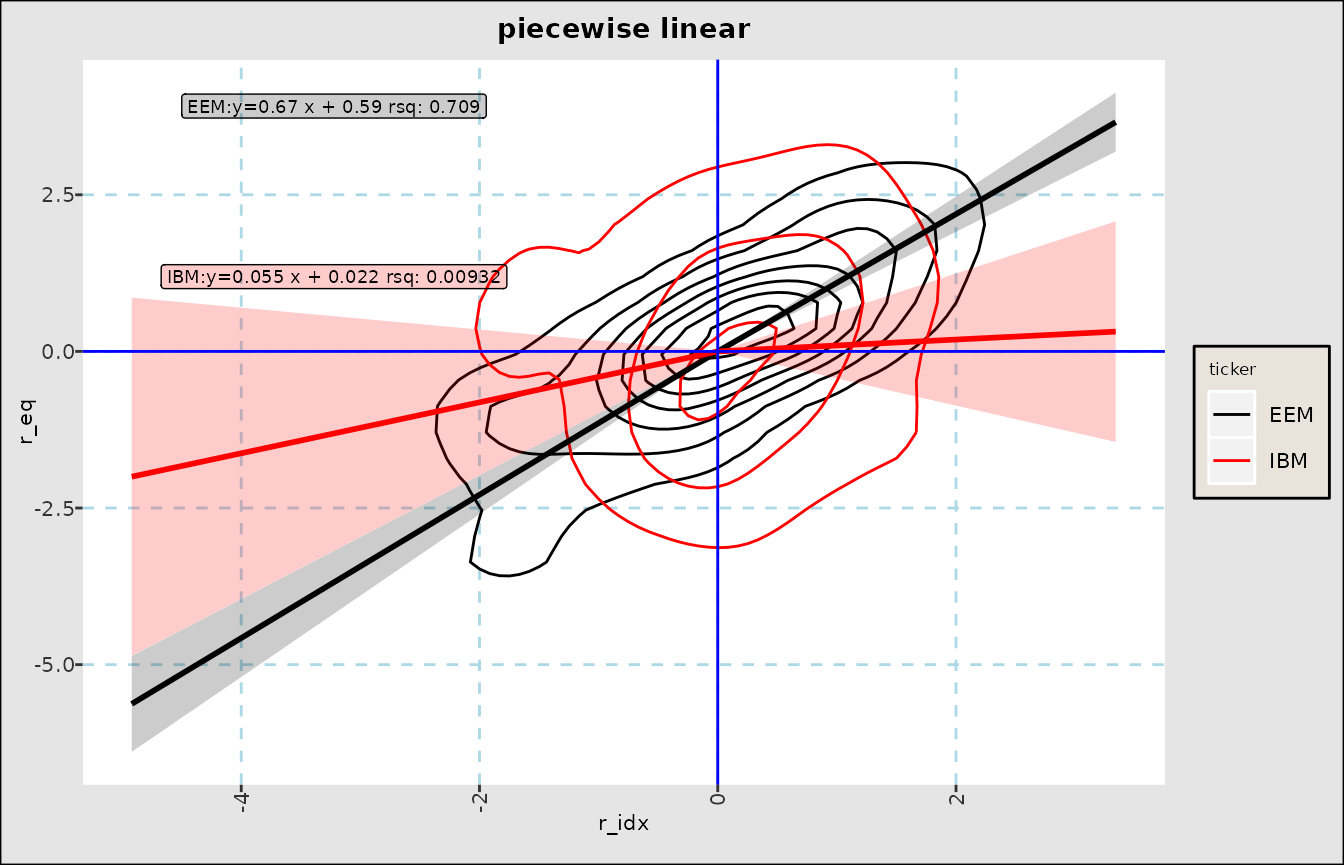 piecewise linear
EEM:y=0.67 x + 0.59 rsq: 0.709
IBM:y=0.055 x + 0.022 rsq: 0.00932
2.5
0.0
-2.5
-5.0
r_eq
-4
-2
0
2
r_idx
ticker
EEM
IBM